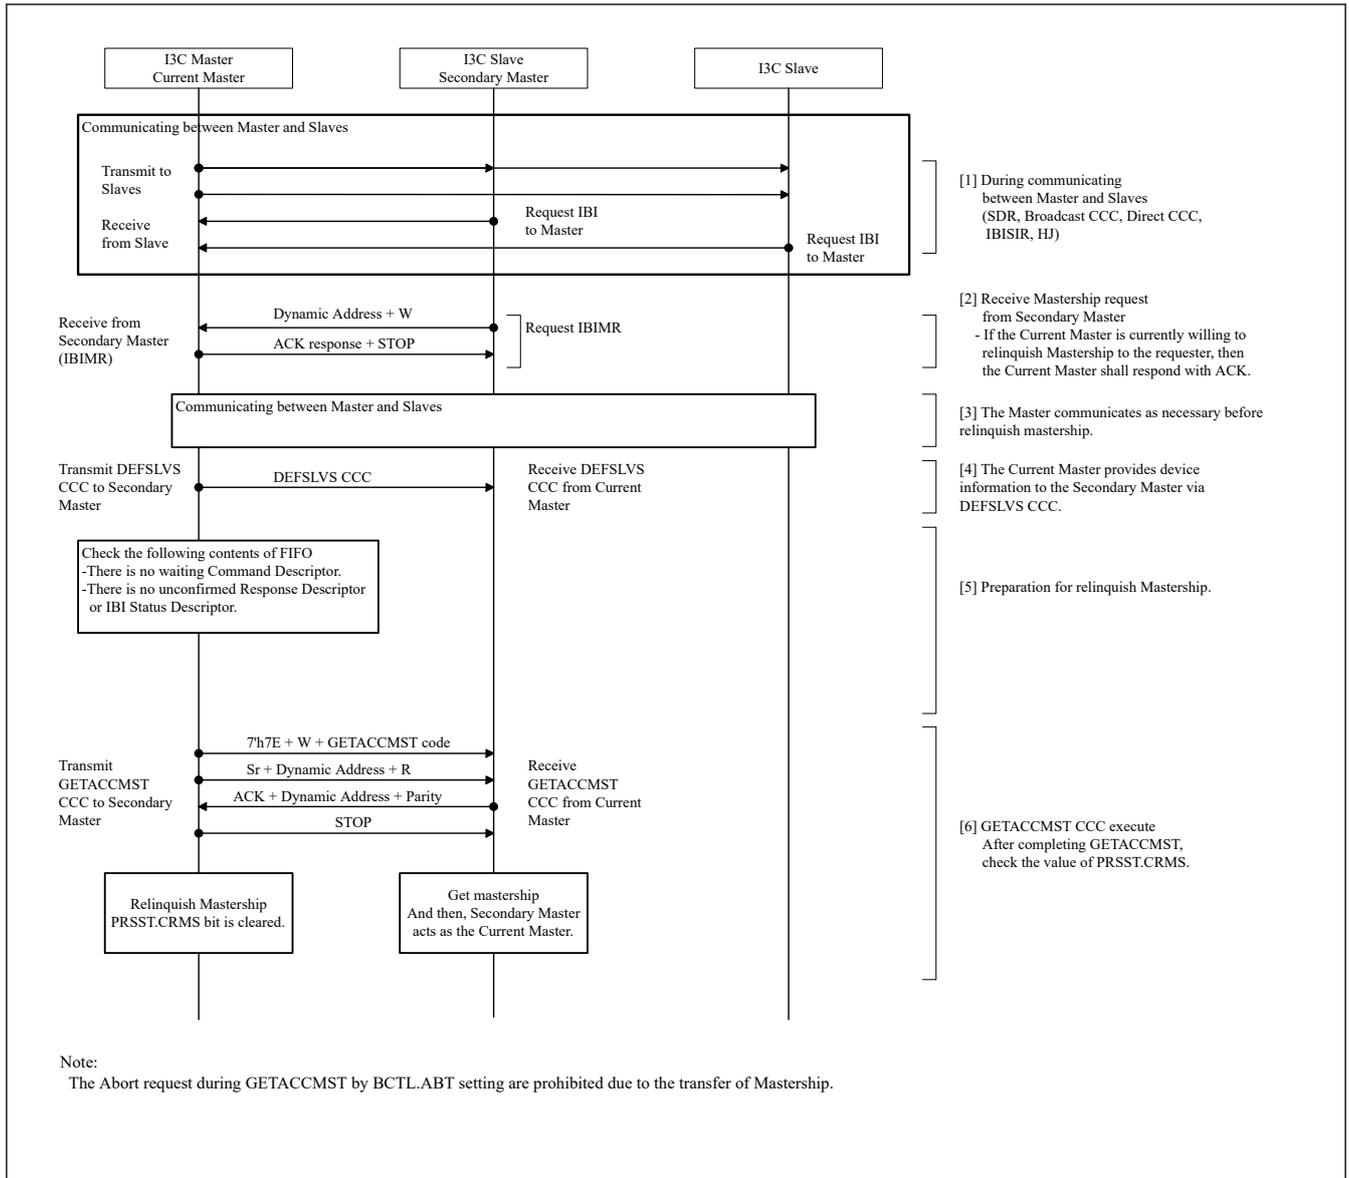 I3C Master
Current Master
I3C Slave
Secondary Master
I3C Slave
Communicating between Master and Slaves
Transmit to
Slaves
Receive
from Slave
Request IBI
to Master
Request IBI
to Master
[1] During communicating
between Master and Slaves
(SDR, Broadcast CCC, Direct CCC,
IBISIR, HJ)
Receive from
Secondary Master
(IBIMR)
Dynamic Address + W
ACK response + STOP
Request IBIMR
[2] Receive Mastership request
from Secondary Master
- If the Current Master is currently willing to
relinquish Mastership to the requester, then
the Current Master shall respond with ACK.
Communicating between Master and Slaves
[3] The Master communicates as necessary before
relinquish mastership.
Transmit DEFSLVS
CCC to Secondary
Master
DEFSLVS CCC
Receive DEFSLVS
CCC from Current
Master
[4] The Current Master provides device
information to the Secondary Master via
DEFSLVS CCC.
Check the following contents of FIFO
-There is no waiting Command Descriptor.
-There is no unconfirmed Response Descriptor
or IBI Status Descriptor.
[5] Preparation for relinquish Mastership.
Transmit
GETACCMST
CCC to Secondary
Master
7'h7E + W + GETACCMST code
Sr + Dynamic Address + R
ACK + Dynamic Address + Parity
STOP
Receive
GETACCMST
CCC from Current
Master
[6] GETACCMST CCC execute
After completing GETACCMST,
check the value of PRSST.CRMS.
Relinquish Mastership
PRSST.CRMS bit is cleared.
Get mastership
And then, Secondary Master
acts as the Current Master.
Note:
The Abort request during GETACCMST by BCTL.ABT setting are prohibited due to the transfer of Mastership.